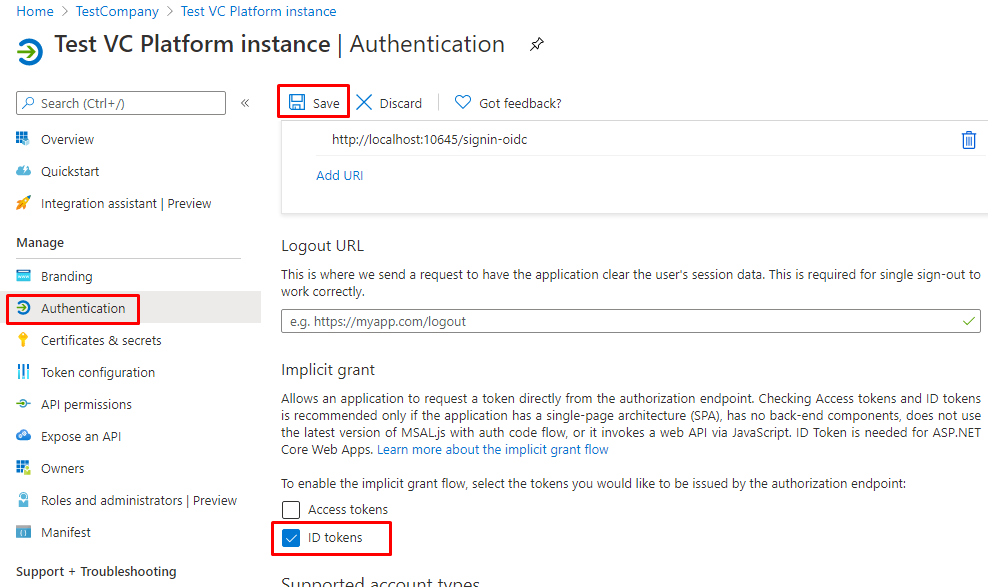 Home > TestCompany > Test VC Platform instance
Test VC Platform instance | Authentication
Search (Ctrl+/)
«
Overview
Quickstart
Integration assistant | Preview
Manage
Branding
Authentication
Certificates & secrets
Token configuration
API permissions
Expose an API
Owners
Roles and administrators | Preview
Manifest
Support + Troubleshooting
Save
Discard
Got feedback?
http://localhost:10645/signin-oidc
Add URI
Logout URL
This is where we send a request to have the application clear the user's session data. This is required for single sign-out to
work correctly.
e.g. https://myapp.com/logout
Implicit grant
Allows an application to request a token directly from the authorization endpoint. Checking Access tokens and ID tokens
is recommended only if the application has a single-page architecture (SPA), has no back-end components, does not use
the latest version of MSAL.js with auth code flow, or it invokes a web API via JavaScript. ID Token is needed for ASP.NET
Core Web Apps. Learn more about the implicit grant flow
To enable the implicit grant flow, select the tokens you would like to be issued by the authorization endpoint:
Access tokens
ID tokens
Supported account types